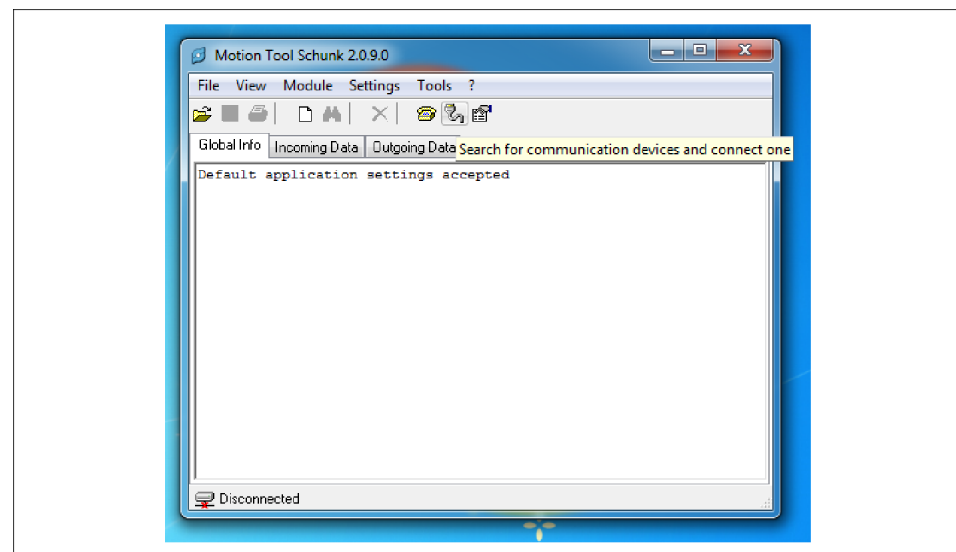 Motion Tool Schunk 2.0.9.0
File View Module Settings Tools ?
Global Info Incoming Data Outgoing Data
Search for communication devices and connect one
Default application settings accepted
Disconnected